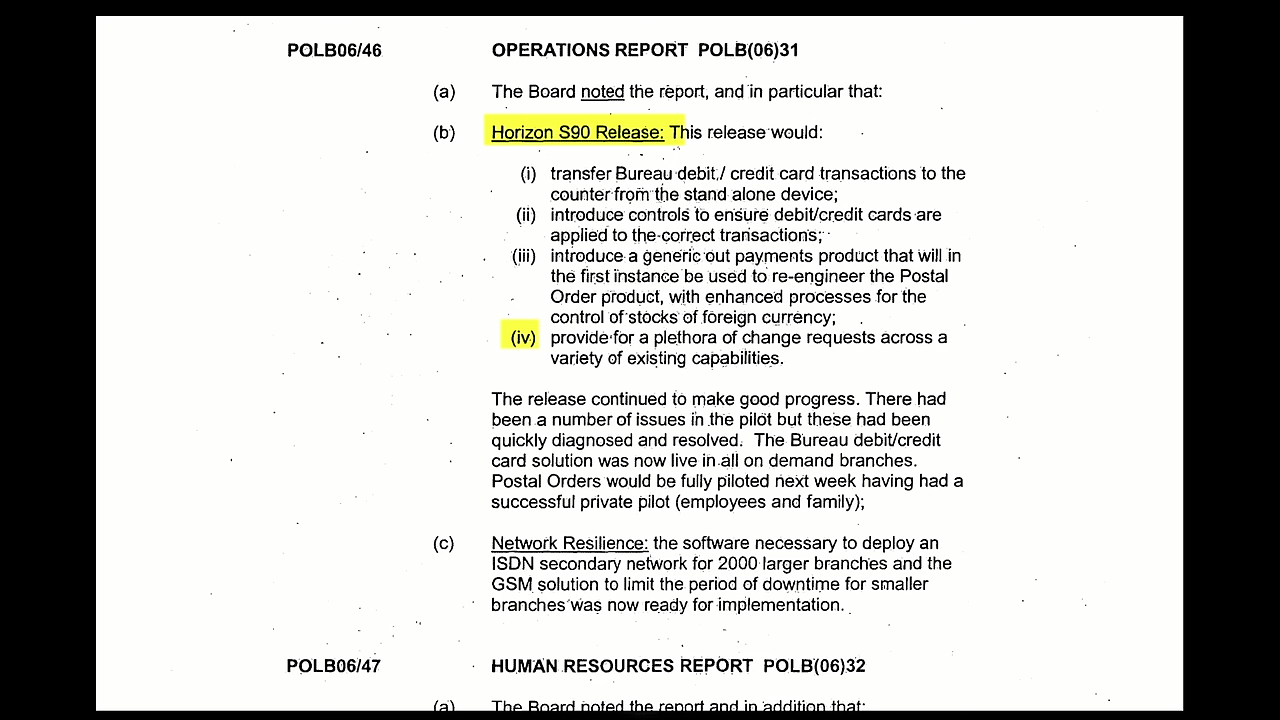 POLB06/46 OPERATIONS REPORT POLB(06)31
(a) The Board noted the report, and in particular that:
(b) Horizon S90 Release: This release would:
(i) transfer Bureau debit / credit card transactions to the
counter from the stand alone device;
(ii) introduce controls to ensure debit/credit cards are
applied to the correct transactions;
(iii) introduce a generic out payments product that will in
the first instance be used to re-engineer the Postal
Order product, with enhanced processes for the
control of stocks of foreign currency;
(iv) provide for a plethora of change requests across a
variety of existing capabilities.
The release continued to make good progress. There had
been a number of issues in the pilot but these had been
quickly diagnosed and resolved. The Bureau debit/credit
card solution was now live in all on demand branches.
Postal Orders would be fully piloted next week having had a
successful private pilot (employees and family);
(c) Network Resilience: the software necessary to deploy an
ISDN secondary network for 2000 larger branches and the
GSM solution to limit the period of downtime for smaller
branches was now ready for implementation.
POLB06/47 HUMAN RESOURCES REPORT POLB(06)32
(a) The Board noted the report and in addition that: